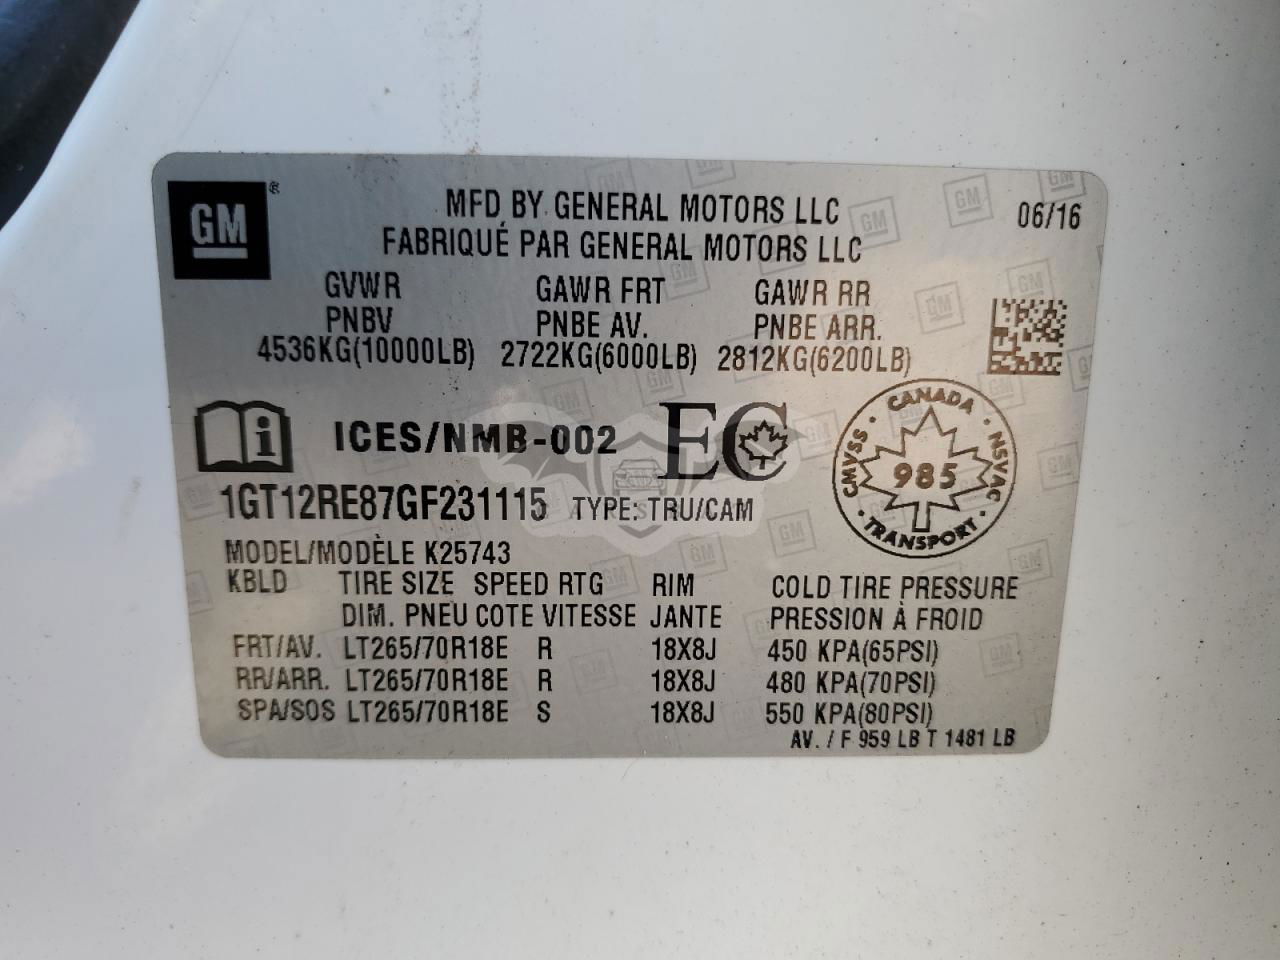 GM ®
MFD BY GENERAL MOTORS LLC 06/16
FABRIQUÉ PAR GENERAL MOTORS LLC
GVWR GAWR FRT GAWR RR
PNBV PNBE AV. PNBE ARR.
4536KG(10000LB) 2722KG(6000LB) 2812KG(6200LB)
i ICES/NMB-002 EC
CANADA
CMVSS · NSVAC
985
· TRANSPORT ·
1GT12RE87GF231115 TYPE: TRU/CAM
MODEL/MODÈLE K25743
KBLD TIRE SIZE SPEED RTG RIM COLD TIRE PRESSURE
DIM. PNEU COTE VITESSE JANTE PRESSION À FROID
FRT/AV. LT265/70R18E R 18X8J 450 KPA(65PSI)
RR/ARR. LT265/70R18E R 18X8J 480 KPA(70PSI)
SPA/SOS LT265/70R18E S 18X8J 550 KPA(80PSI)
AV. / F 959 LB T 1481 LB